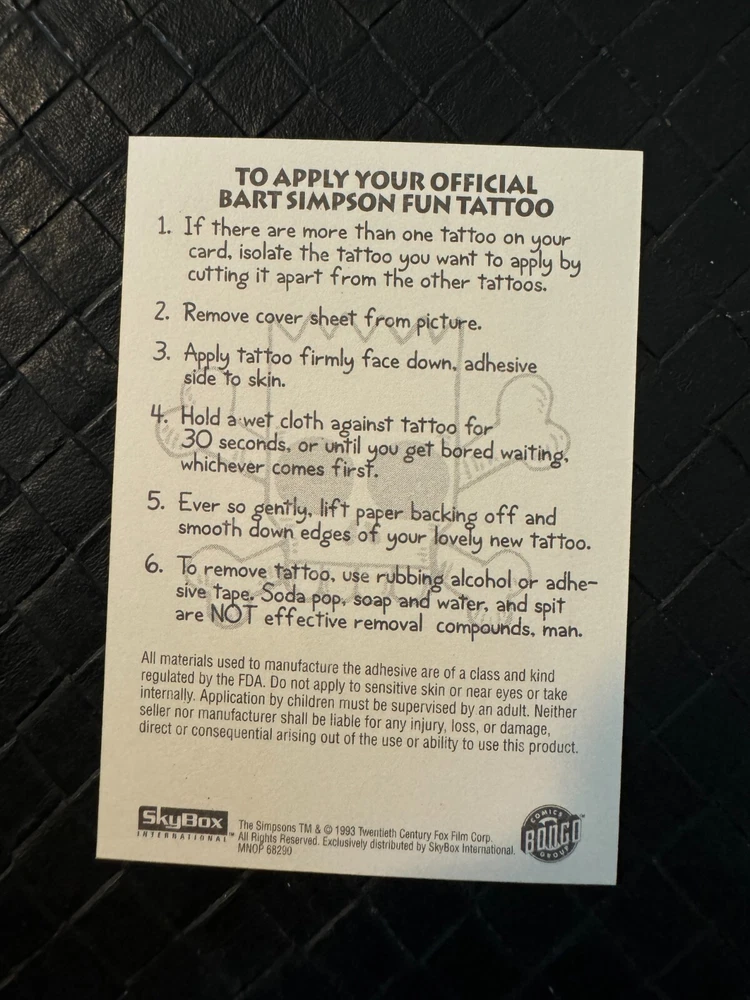 TO APPLY YOUR OFFICIAL
BART SIMPSON FUN TATTOO
1. If there are more than one tattoo on your
card, isolate the tattoo you want to apply by
cutting it apart from the other tattoos.
2. Remove cover sheet from picture.
3. Apply tattoo firmly face down, adhesive
side to skin.
4. Hold a wet cloth against tattoo for
30 seconds, or until you get bored waiting,
whichever comes first.
5. Ever so gently, lift paper backing off and
smooth down edges of your lovely new tattoo.
6. To remove tattoo, use rubbing alcohol or adhe-
sive tape. Soda pop, soap and water, and spit
are NOT effective removal compounds, man.
All materials used to manufacture the adhesive are of a class and kind
regulated by the FDA. Do not apply to sensitive skin or near eyes or take
internally. Application by children must be supervised by an adult. Neither
seller nor manufacturer shall be liable for any injury, loss, or damage,
direct or consequential arising out of the use or ability to use this product.
SkyBox
INTERNATIONAL™
The Simpsons TM & © 1993 Twentieth Century Fox Film Corp.
All Rights Reserved. Exclusively distributed by SkyBox International.
MNOP 68290
COMICS
BONGO™
GROUP